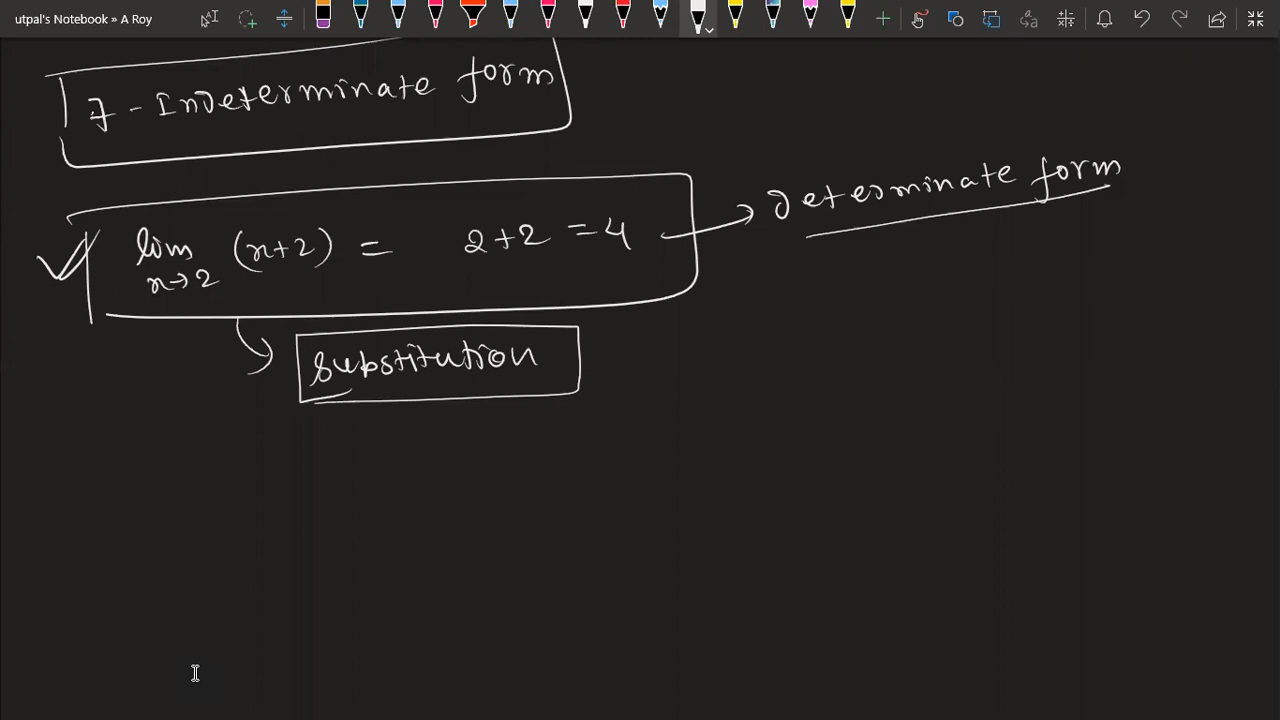 utpal's Notebook » A Roy
7 - Indeterminate form
lim (x+2) = 2+2 = 4 → Determinate form
x→2
substitution